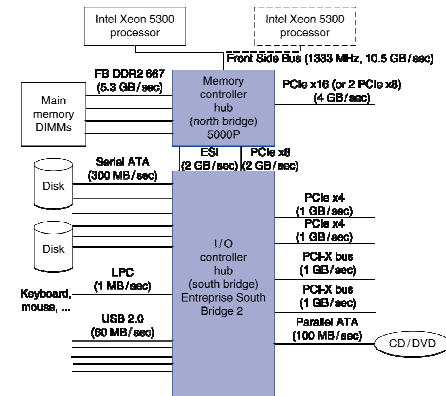 Intel Xeon 5300
processor
Intel Xeon 5300
processor
Front Side Bus (1333 MHz, 10.5 GB/sec)
FB DDR2 667
(5.3 GB/sec)
Main
memory
DIMMs
Memory
controller
hub
(north bridge)
5000P
PCIe x16 (or 2 PCIe x8)
(4 GB/sec)
ESI
(2 GB/sec)
PCIe x8
(2 GB/sec)
Serial ATA
(300 MB/sec)
Disk
Disk
LPC
(1 MB/sec)
Keyboard,
mouse, ...
USB 2.0
(60 MB/sec)
I/O
controller
hub
(south bridge)
Entreprise South
Bridge 2
PCIe x4
(1 GB/sec)
PCIe x4
(1 GB/sec)
PCI-X bus
(1 GB/sec)
PCI-X bus
(1 GB/sec)
Parallel ATA
(100 MB/sec)
CD/DVD